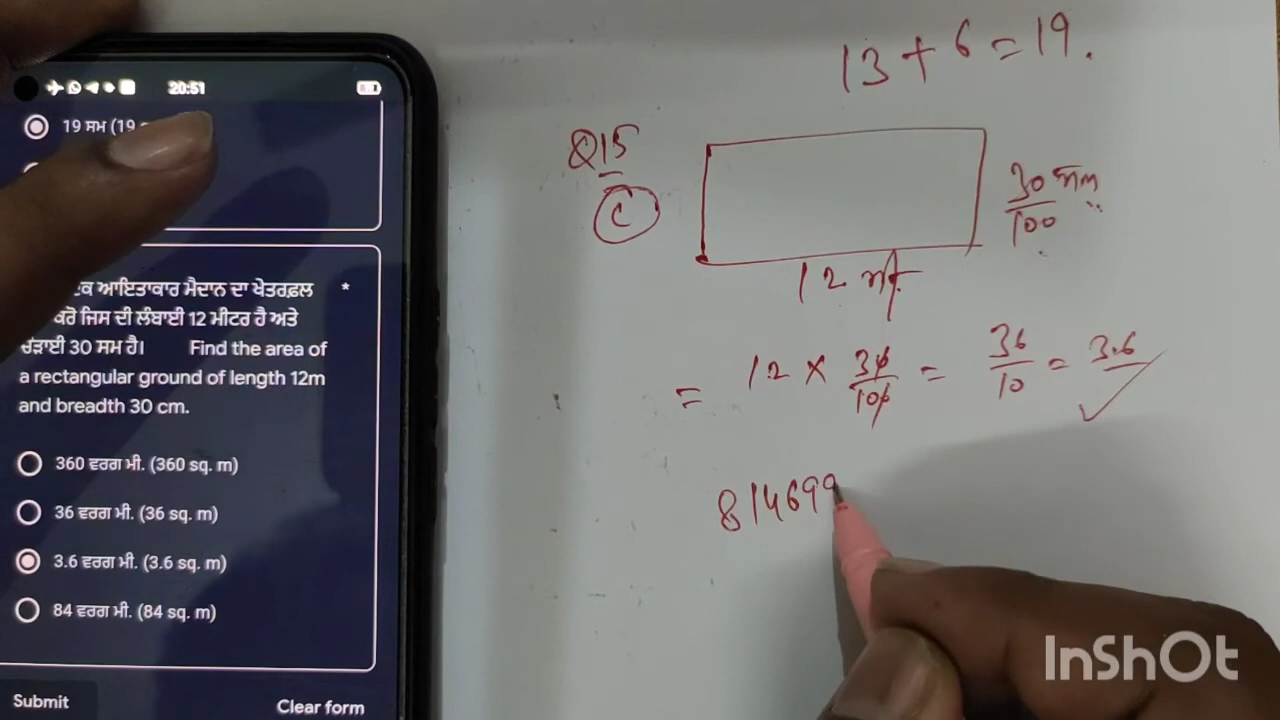 20:51
19 ਸਮ (19
ਇਕ ਆਇਤਾਕਾਰ ਮੈਦਾਨ ਦਾ ਖੇਤਰਫ਼ਲ *
ਕਰੋ ਜਿਸ ਦੀ ਲੰਬਾਈ 12 ਮੀਟਰ ਹੈ ਅਤੇ
ਚੌੜਾਈ 30 ਸਮ ਹੈ। Find the area of
a rectangular ground of length 12m
and breadth 30 cm.
360 ਵਰਗ ਮੀ. (360 sq. m)
36 ਵਰਗ ਮੀ. (36 sq. m)
3.6 ਵਰਗ ਮੀ. (3.6 sq. m)
84 ਵਰਗ ਮੀ. (84 sq. m)
Submit Clear form
13 + 6 = 19.
Q15
C
30 ਸਮ
100
12 ਮੀ.
= 12 × 30/100 = 36/10 = 3.6
814699
InShOt